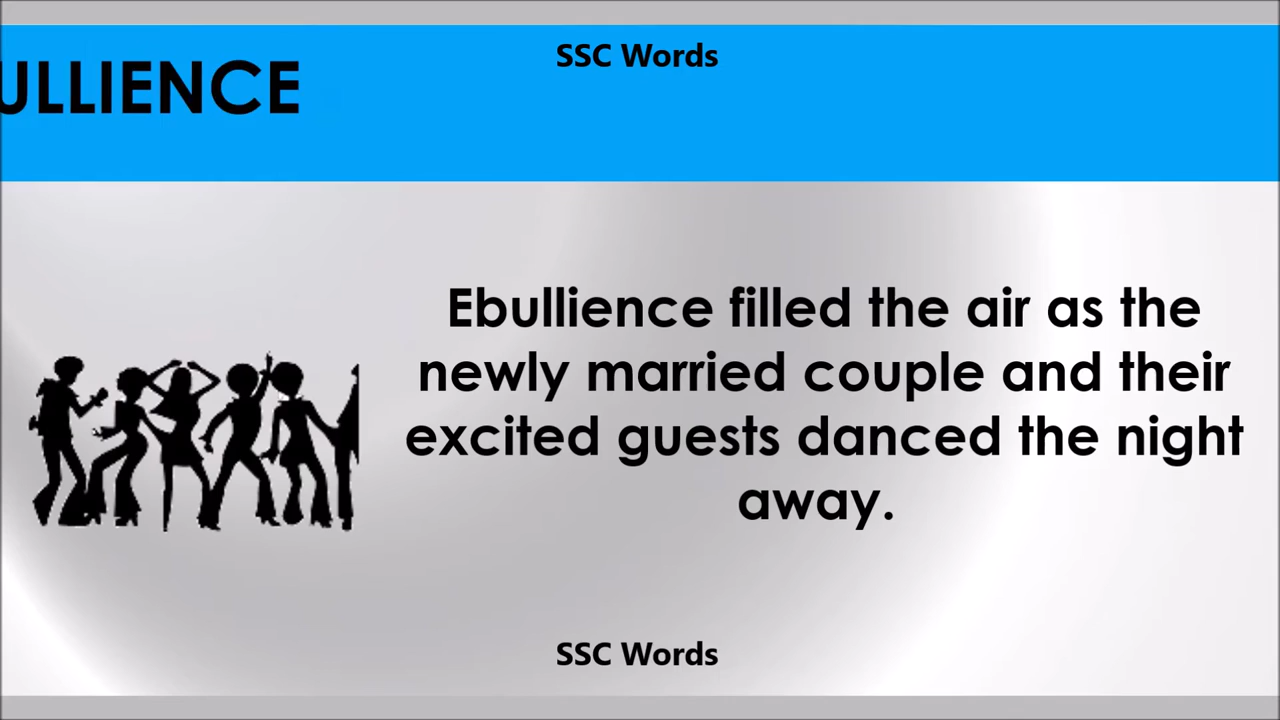 SSC Words
ULLIENCE
Ebullience filled the air as the
newly married couple and their
excited guests danced the night
away.
SSC Words